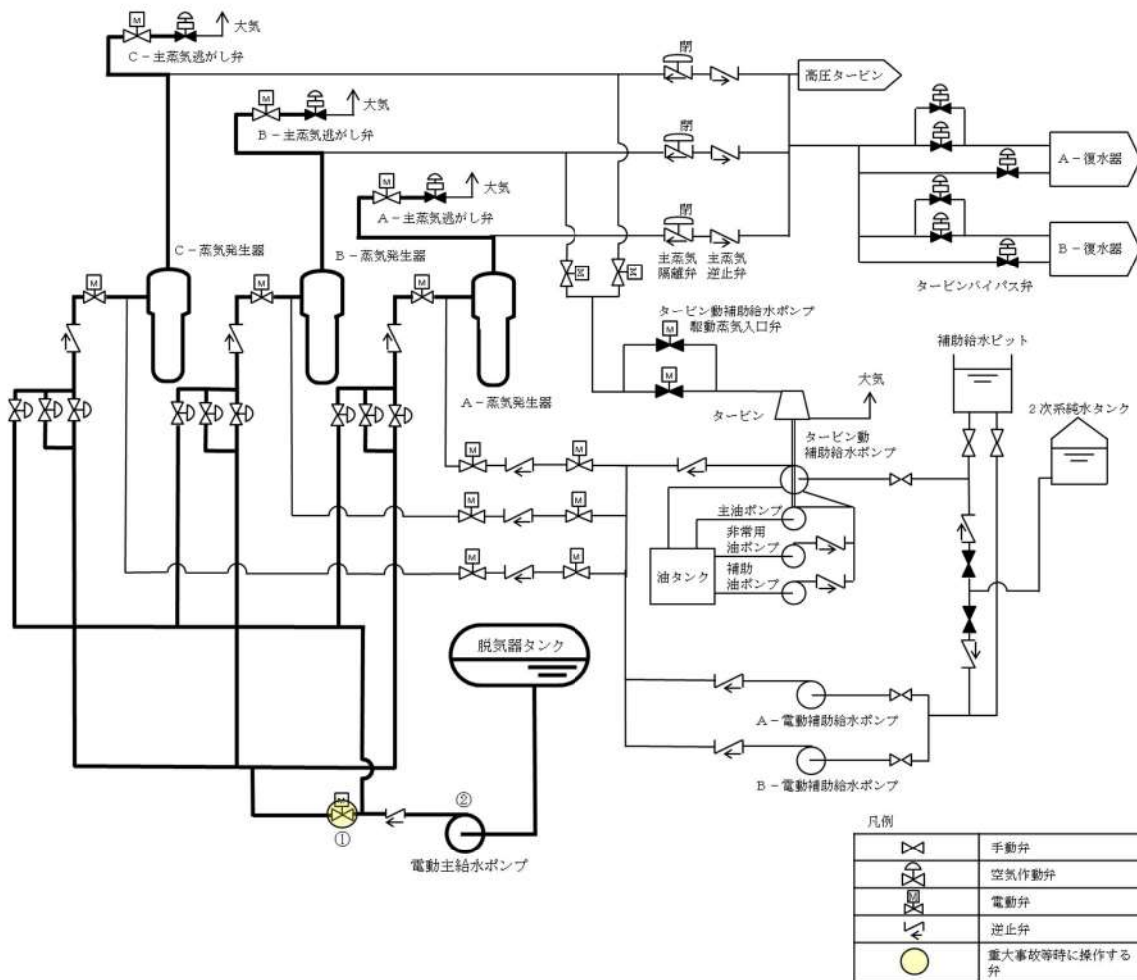 M
大気
C－主蒸気逃がし弁
M
大気
B－主蒸気逃がし弁
M
大気
A－主蒸気逃がし弁
閉
高圧タービン
閉
閉
主蒸気
隔離弁
主蒸気
逆止弁
A－復水器
B－復水器
タービンバイパス弁
C－蒸気発生器
B－蒸気発生器
A－蒸気発生器
M
M
M
M
M
タービン動補助給水ポンプ
駆動蒸気入口弁
M
M
タービン
大気
補助給水ピット
2次系純水タンク
タービン動
補助給水ポンプ
M
M
M
M
M
M
主油ポンプ
非常用
油ポンプ
補助
油ポンプ
油タンク
脱気器タンク
A－電動補助給水ポンプ
B－電動補助給水ポンプ
M
①
②
電動主給水ポンプ
凡例
手動弁
空気作動弁
M
電動弁
逆止弁
重大事故等時に操作する
弁